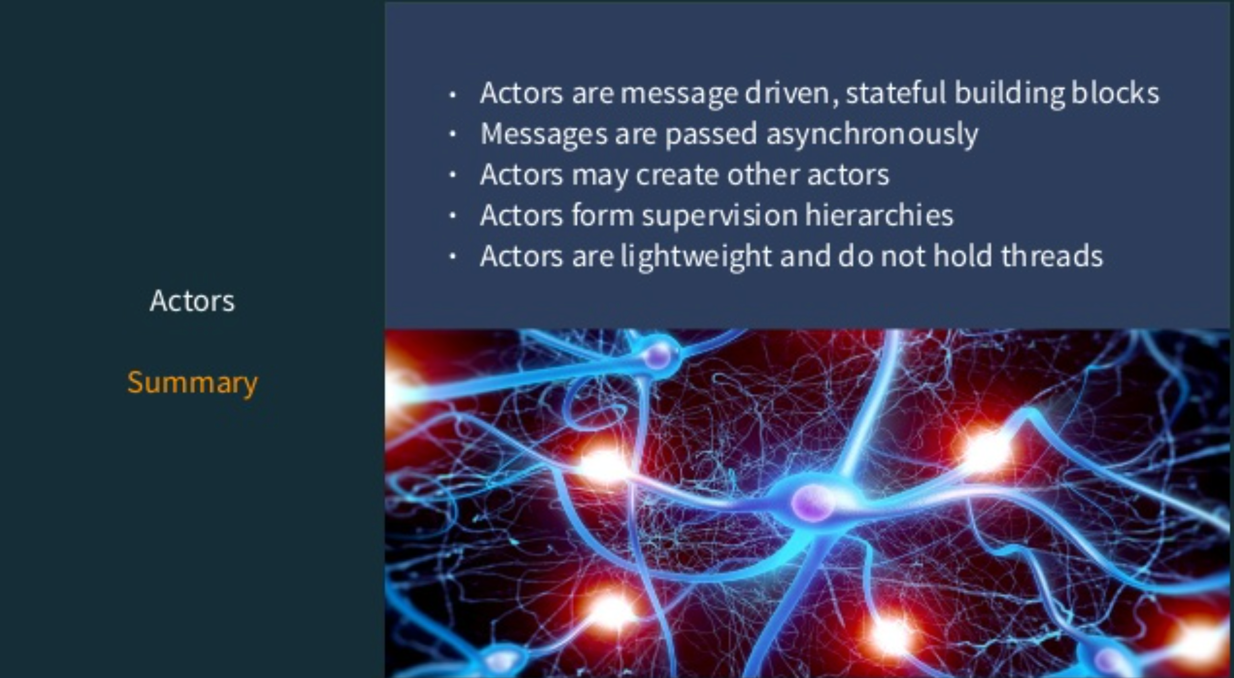 Actors
Summary
· Actors are message driven, stateful building blocks
· Messages are passed asynchronously
· Actors may create other actors
· Actors form supervision hierarchies
· Actors are lightweight and do not hold threads